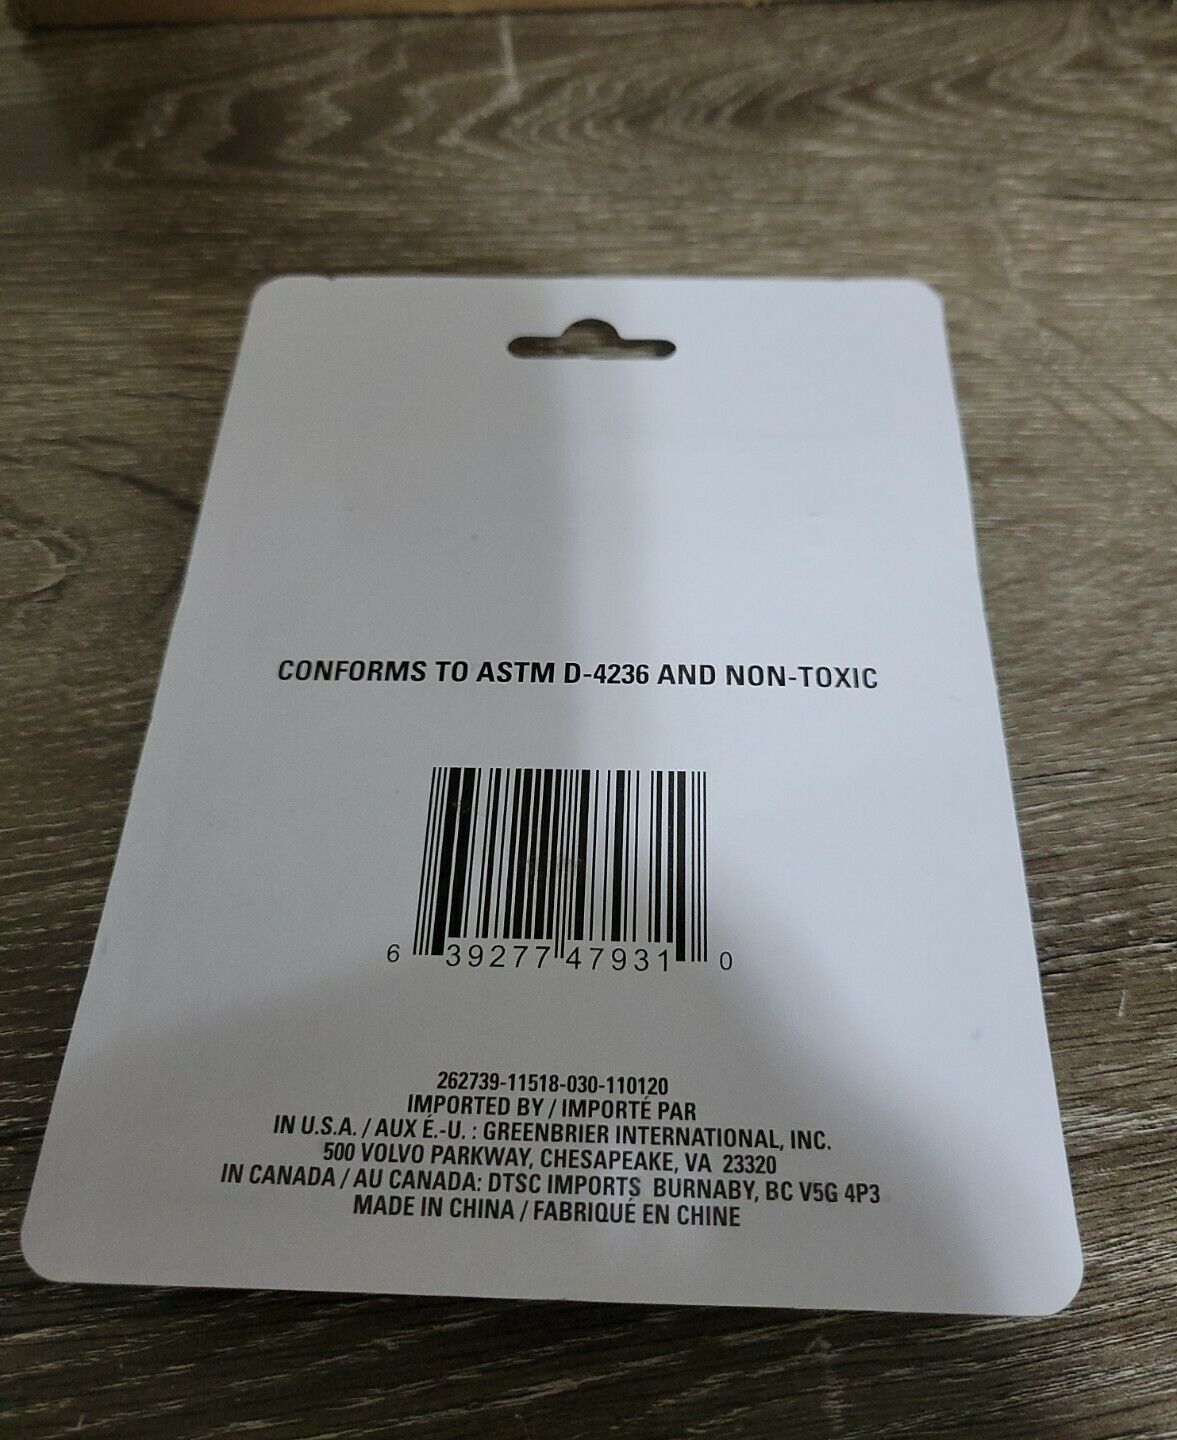 CONFORMS TO ASTM D-4236 AND NON-TOXIC
6 39277 47931 0
262739-11518-030-110120
IMPORTED BY / IMPORTÉ PAR
IN U.S.A. / AUX É.-U. : GREENBRIER INTERNATIONAL, INC.
500 VOLVO PARKWAY, CHESAPEAKE, VA 23320
IN CANADA / AU CANADA: DTSC IMPORTS BURNABY, BC V5G 4P3
MADE IN CHINA / FABRIQUÉ EN CHINE